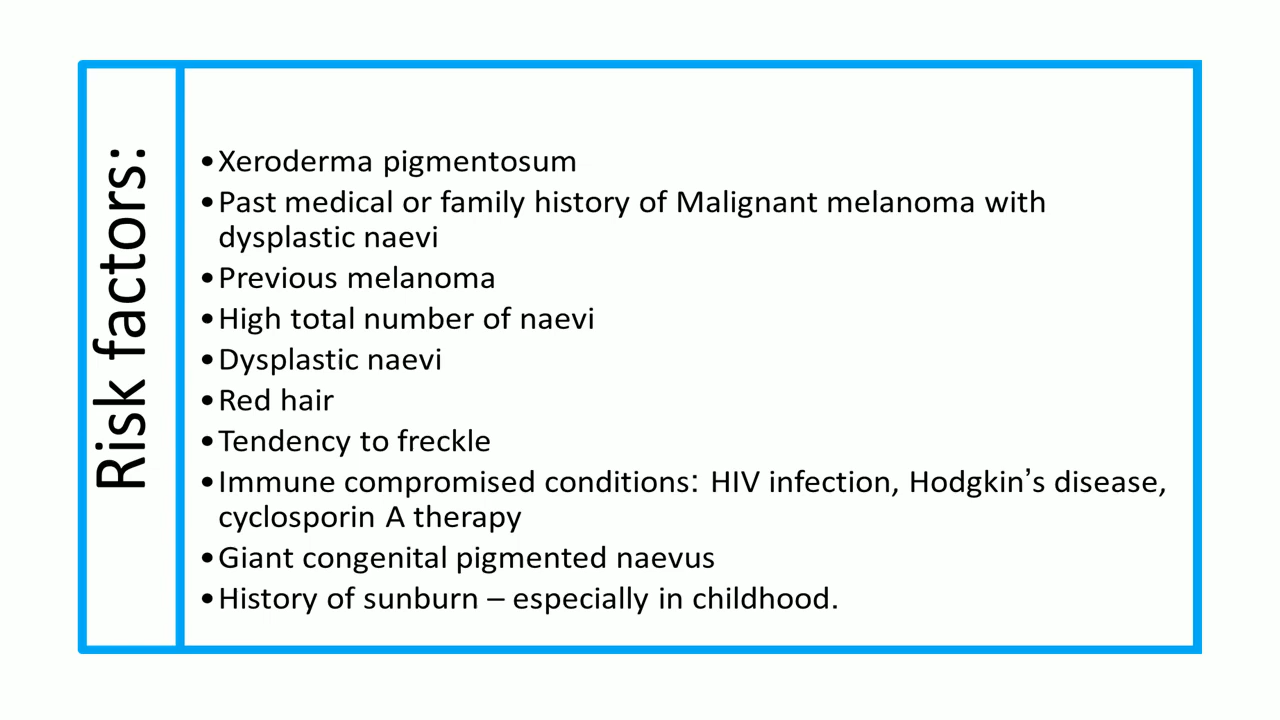 Risk factors:
•Xeroderma pigmentosum
•Past medical or family history of Malignant melanoma with
dysplastic naevi
•Previous melanoma
•High total number of naevi
•Dysplastic naevi
•Red hair
•Tendency to freckle
•Immune compromised conditions: HIV infection, Hodgkin’s disease,
cyclosporin A therapy
•Giant congenital pigmented naevus
•History of sunburn – especially in childhood.